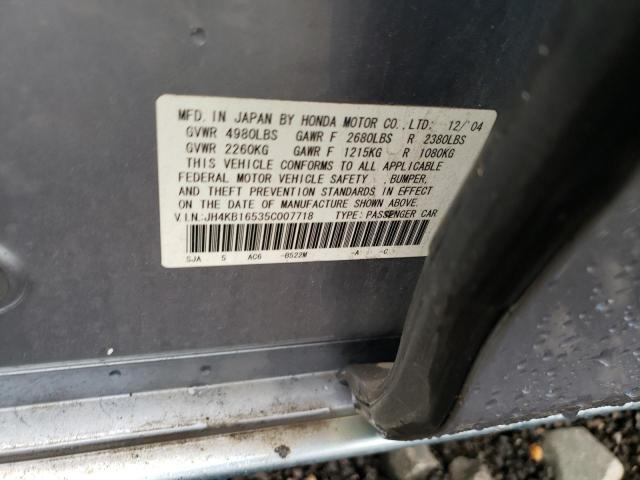 MFD. IN JAPAN BY HONDA MOTOR CO.,LTD: 12/'04
GVWR 4980LBS GAWR F 2680LBS R 2380LBS
GVWR 2260KG GAWR F 1215KG R 1080KG
THIS VEHICLE CONFORMS TO ALL APPLICABLE
FEDERAL MOTOR VEHICLE SAFETY ,BUMPER,
AND THEFT PREVENTION STANDARDS IN EFFECT
ON THE DATE OF MANUFACTURE SHOWN ABOVE.
V.I.N.:JH4KB16535C007718 TYPE: PASSENGER CAR
SJA 5 AC6 -B522M -A -C